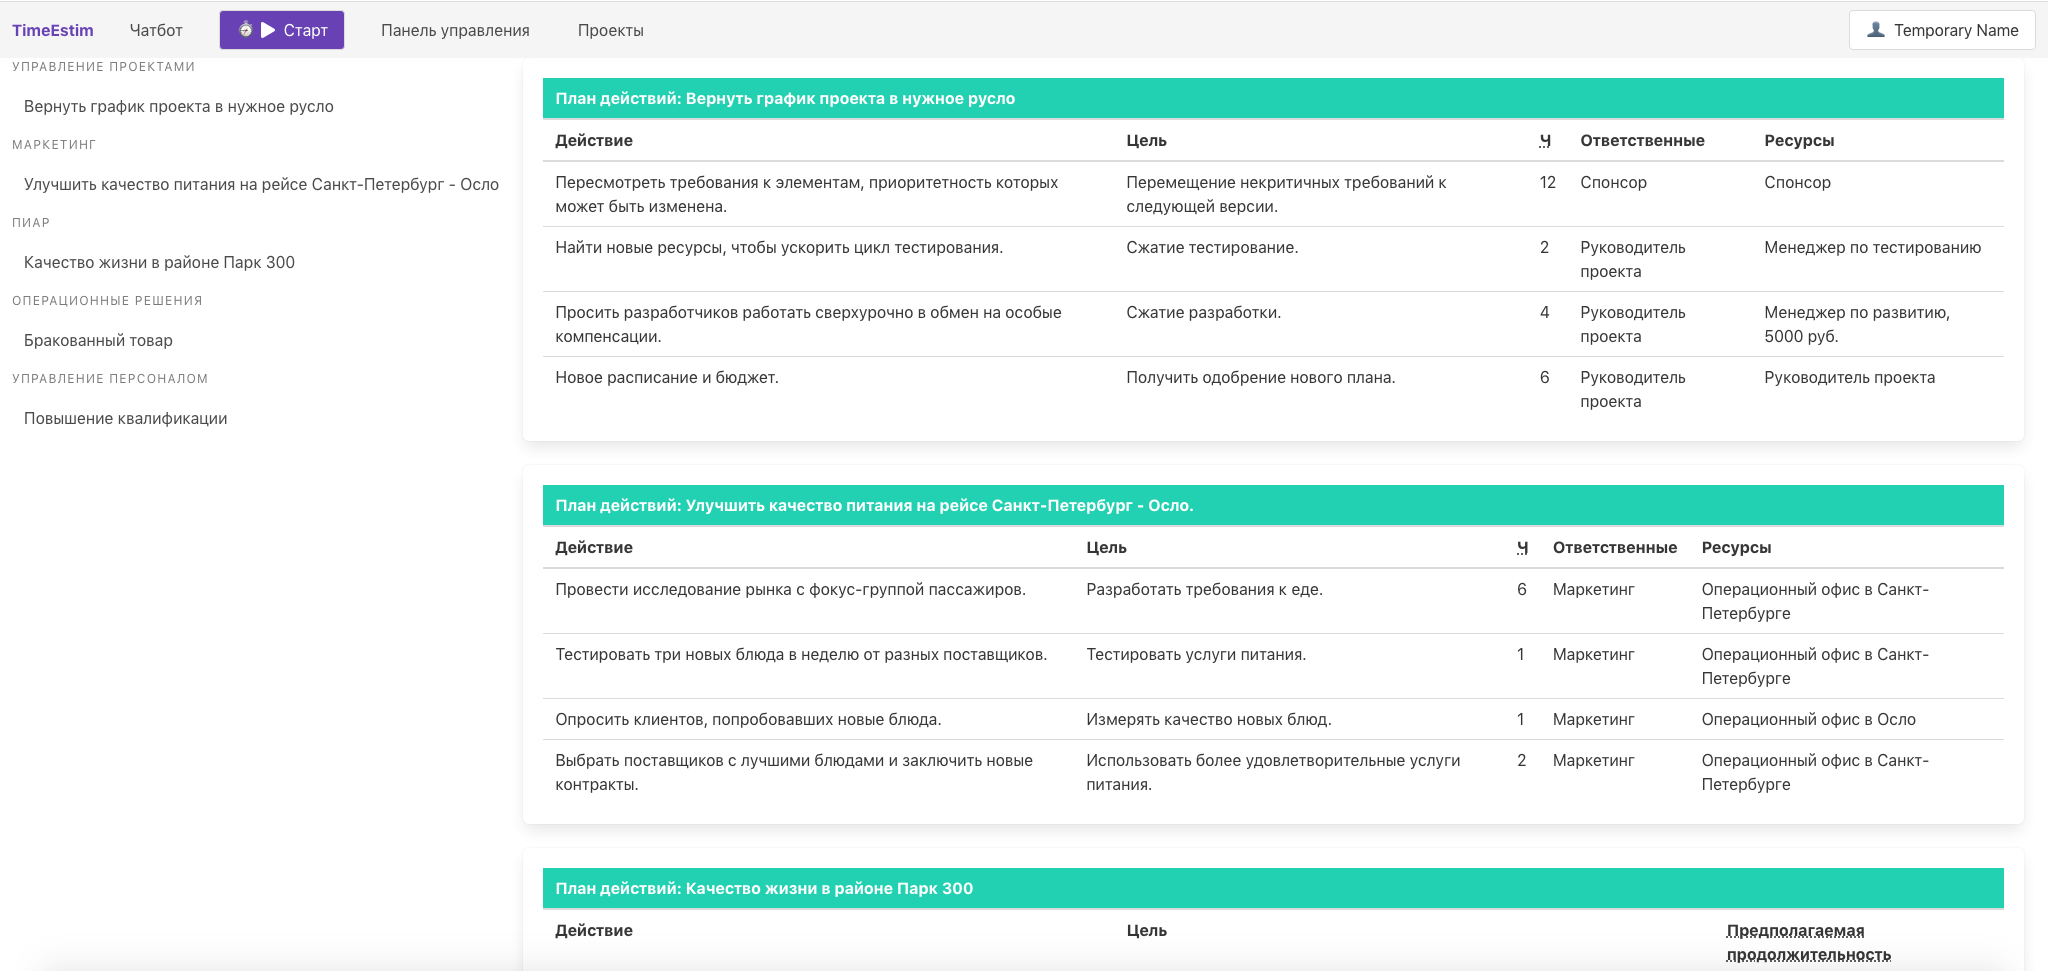 TimeEstim Чатбот Старт Панель управления Проекты Temporary Name
УПРАВЛЕНИЕ ПРОЕКТАМИ
Вернуть график проекта в нужное русло
МАРКЕТИНГ
Улучшить качество питания на рейсе Санкт-Петербург - Осло
ПИАР
Качество жизни в районе Парк 300
ОПЕРАЦИОННЫЕ РЕШЕНИЯ
Бракованный товар
УПРАВЛЕНИЕ ПЕРСОНАЛОМ
Повышение квалификации
План действий: Вернуть график проекта в нужное русло
Действие Цель Ч Ответственные Ресурсы
Пересмотреть требования к элементам, приоритетность которых Перемещение некритичных требований к 12 Спонсор Спонсор
может быть изменена. следующей версии.
Найти новые ресурсы, чтобы ускорить цикл тестирования. Сжатие тестирование. 2 Руководитель Менеджер по тестированию
проекта
Просить разработчиков работать сверхурочно в обмен на особые Сжатие разработки. 4 Руководитель Менеджер по развитию,
компенсации. проекта 5000 руб.
Новое расписание и бюджет. Получить одобрение нового плана. 6 Руководитель Руководитель проекта
проекта
План действий: Улучшить качество питания на рейсе Санкт-Петербург - Осло.
Действие Цель Ч Ответственные Ресурсы
Провести исследование рынка с фокус-группой пассажиров. Разработать требования к еде. 6 Маркетинг Операционный офис в Санкт-
Петербурге
Тестировать три новых блюда в неделю от разных поставщиков. Тестировать услуги питания. 1 Маркетинг Операционный офис в Санкт-
Петербурге
Опросить клиентов, попробовавших новые блюда. Измерять качество новых блюд. 1 Маркетинг Операционный офис в Осло
Выбрать поставщиков с лучшими блюдами и заключить новые Использовать более удовлетворительные услуги 2 Маркетинг Операционный офис в Санкт-
контракты. питания. Петербурге
План действий: Качество жизни в районе Парк 300
Действие Цель Предполагаемая
продолжительность